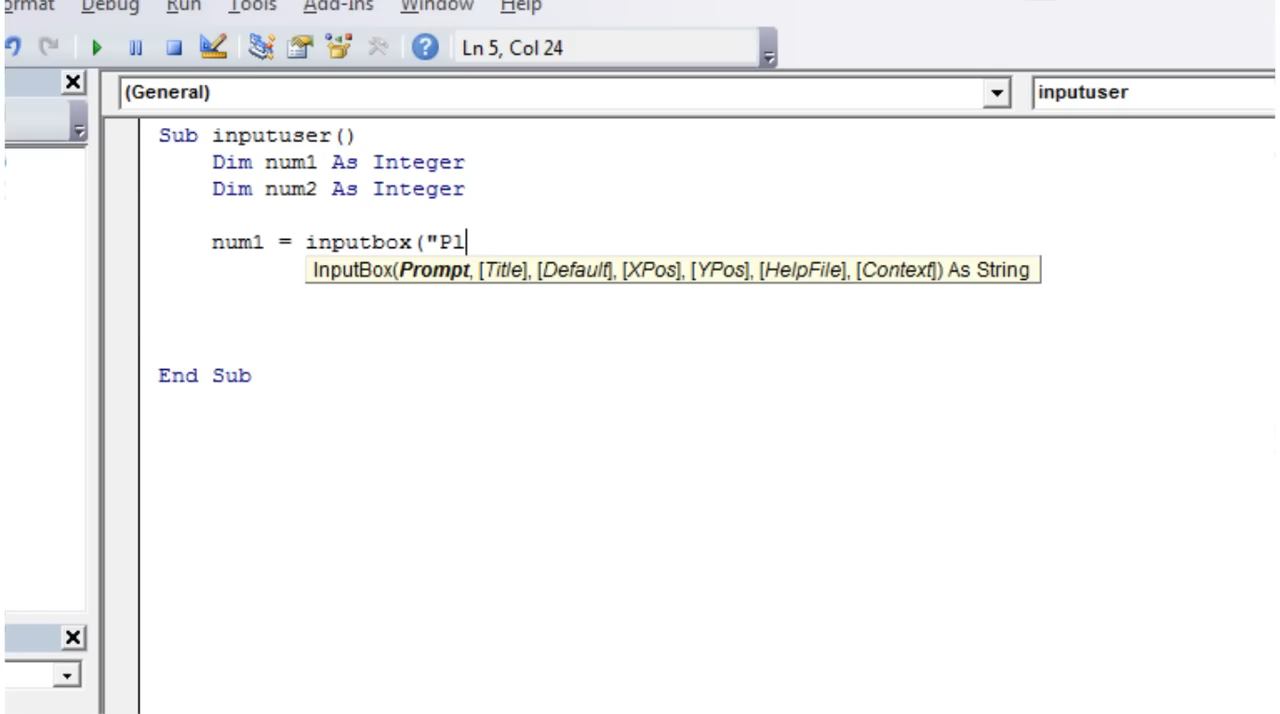 Debug Run Tools Add-Ins Window Help
Ln 5, Col 24
(General) inputuser
Sub inputuser()
Dim num1 As Integer
Dim num2 As Integer
num1 = inputbox("Pl
InputBox(Prompt, [Title], [Default], [XPos], [YPos], [HelpFile], [Context]) As String
End Sub